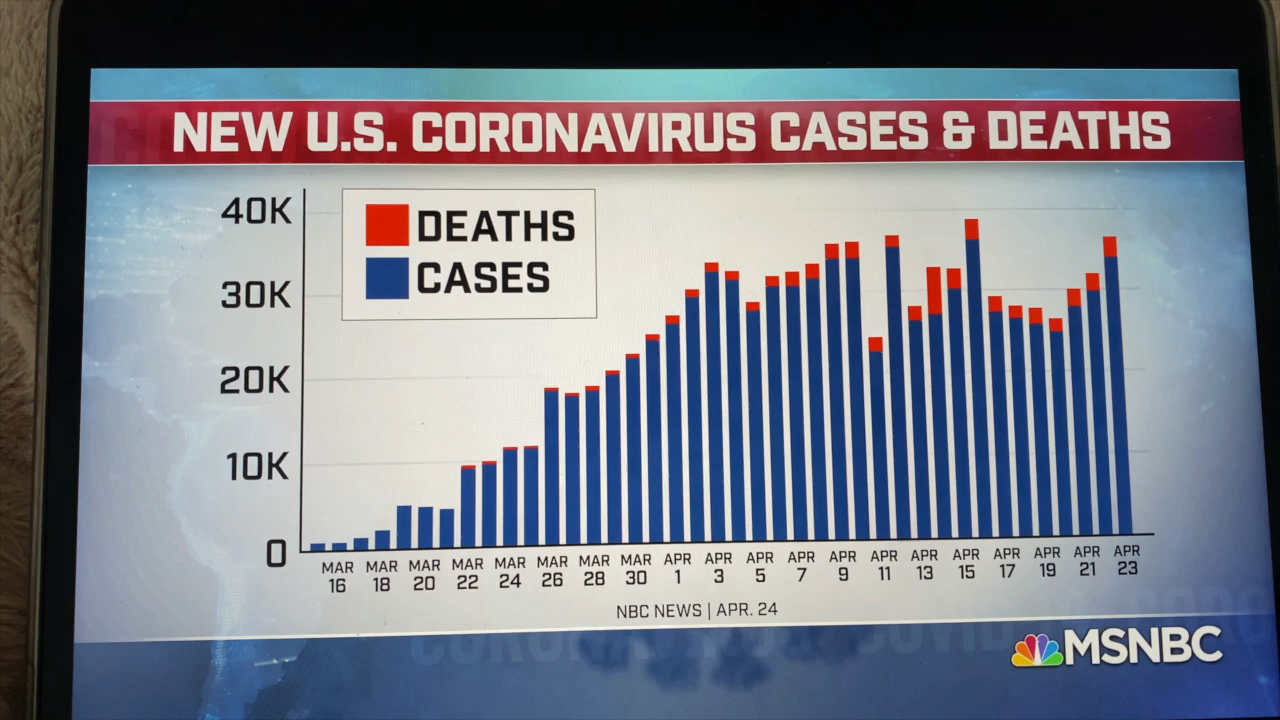 NEW U.S. CORONAVIRUS CASES & DEATHS
40K
30K
20K
10K
0
DEATHS
CASES
MAR 16
MAR 18
MAR 20
MAR 22
MAR 24
MAR 26
MAR 28
MAR 30
APR 1
APR 3
APR 5
APR 7
APR 9
APR 11
APR 13
APR 15
APR 17
APR 19
APR 21
APR 23
NBC NEWS | APR. 24
MSNBC